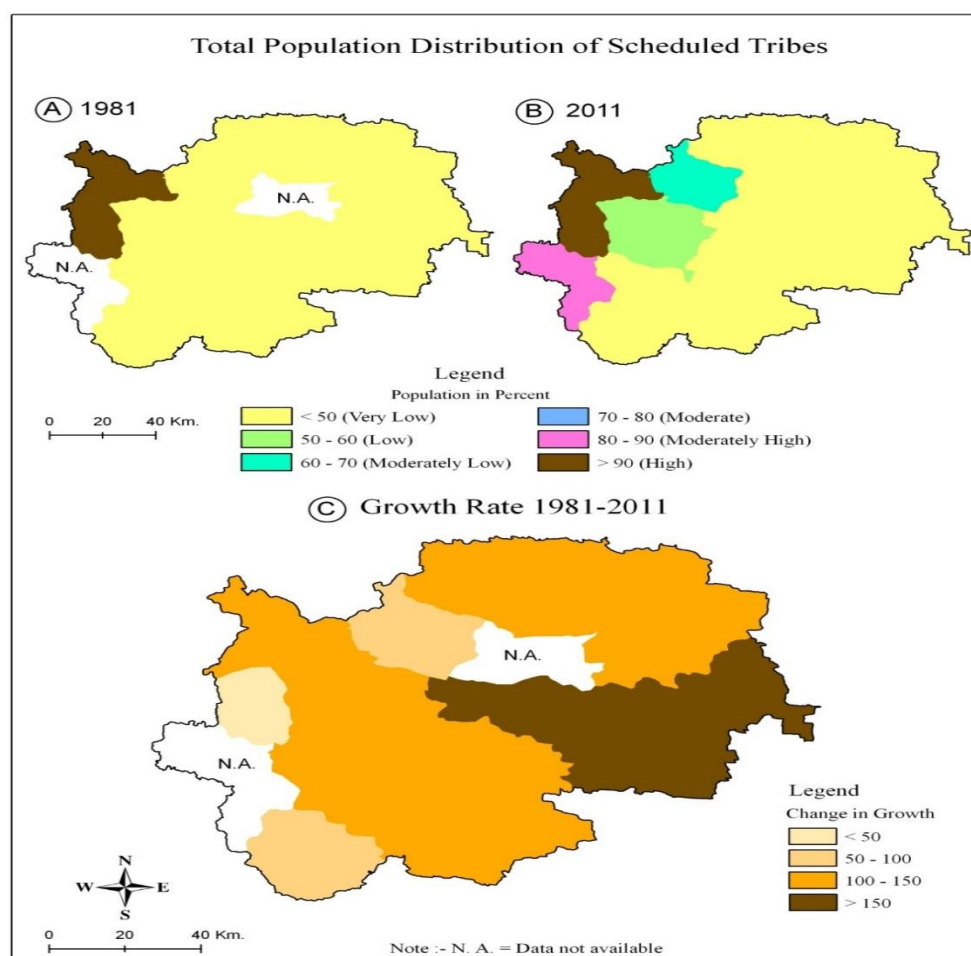 Total Population Distribution of Scheduled Tribes
A 1981
B 2011
N.A.
N.A.
Legend
Population in Percent
< 50 (Very Low)
50 - 60 (Low)
60 - 70 (Moderately Low)
70 - 80 (Moderate)
80 - 90 (Moderately High)
> 90 (High)
0 20 40 Km.
C Growth Rate 1981-2011
N.A.
N.A.
Legend
Change in Growth
< 50
50 - 100
100 - 150
> 150
N
W E
S
0 20 40 Km.
Note :- N. A. = Data not available